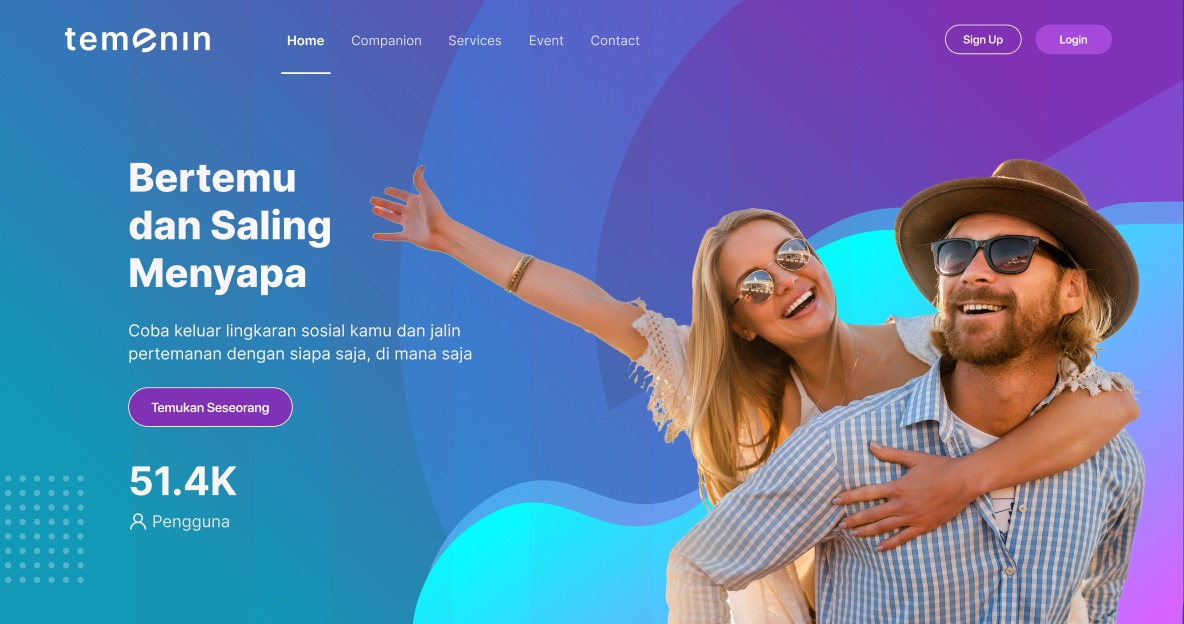 temenin
Home Companion Services Event Contact Sign Up Login
Bertemu
dan Saling
Menyapa
Coba keluar lingkaran sosial kamu dan jalin
pertemanan dengan siapa saja, di mana saja
Temukan Seseorang
51.4K
Pengguna